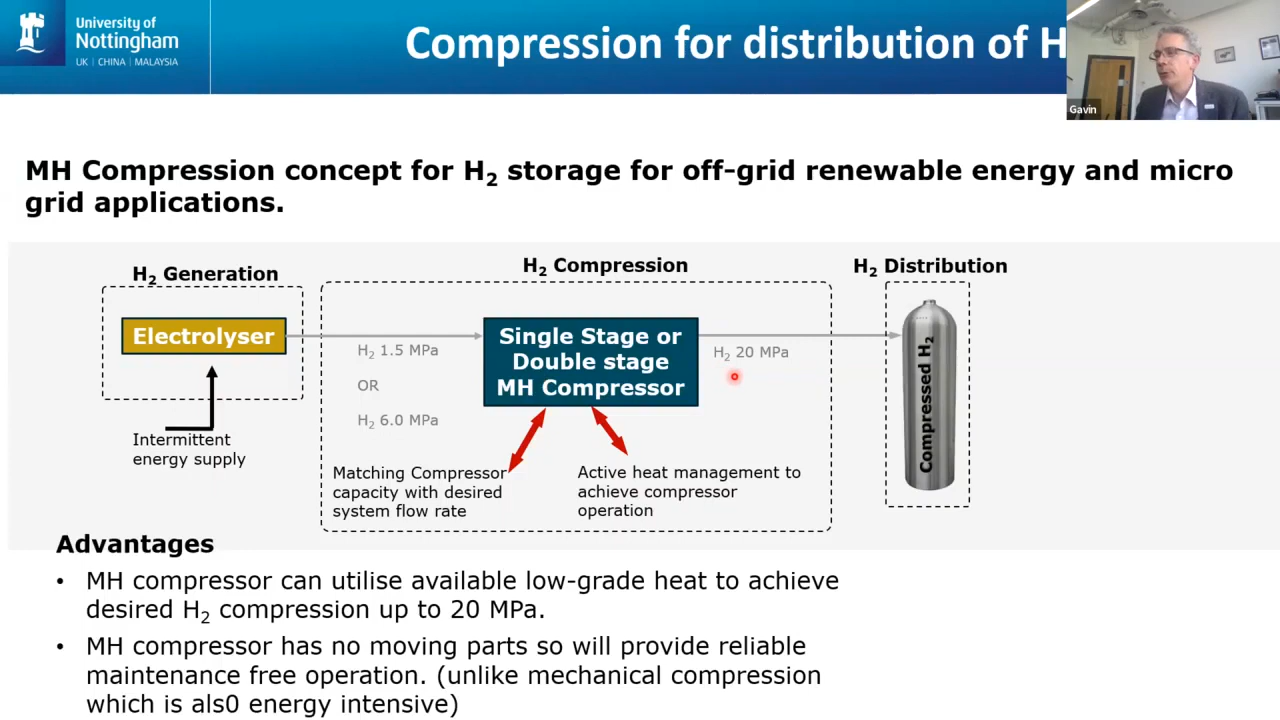 University of
Nottingham
UK | CHINA | MALAYSIA
Compression for distribution of H
Gavin
MH Compression concept for H₂ storage for off-grid renewable energy and micro
grid applications.
H₂ Generation
H₂ Compression
H₂ Distribution
Electrolyser
Intermittent
energy supply
H₂ 1.5 MPa
OR
H₂ 6.0 MPa
Single Stage or
Double stage
MH Compressor
H₂ 20 MPa
Compressed H₂
Matching Compressor
capacity with desired
system flow rate
Active heat management to
achieve compressor
operation
Advantages
• MH compressor can utilise available low-grade heat to achieve
desired H₂ compression up to 20 MPa.
• MH compressor has no moving parts so will provide reliable
maintenance free operation. (unlike mechanical compression
which is als0 energy intensive)